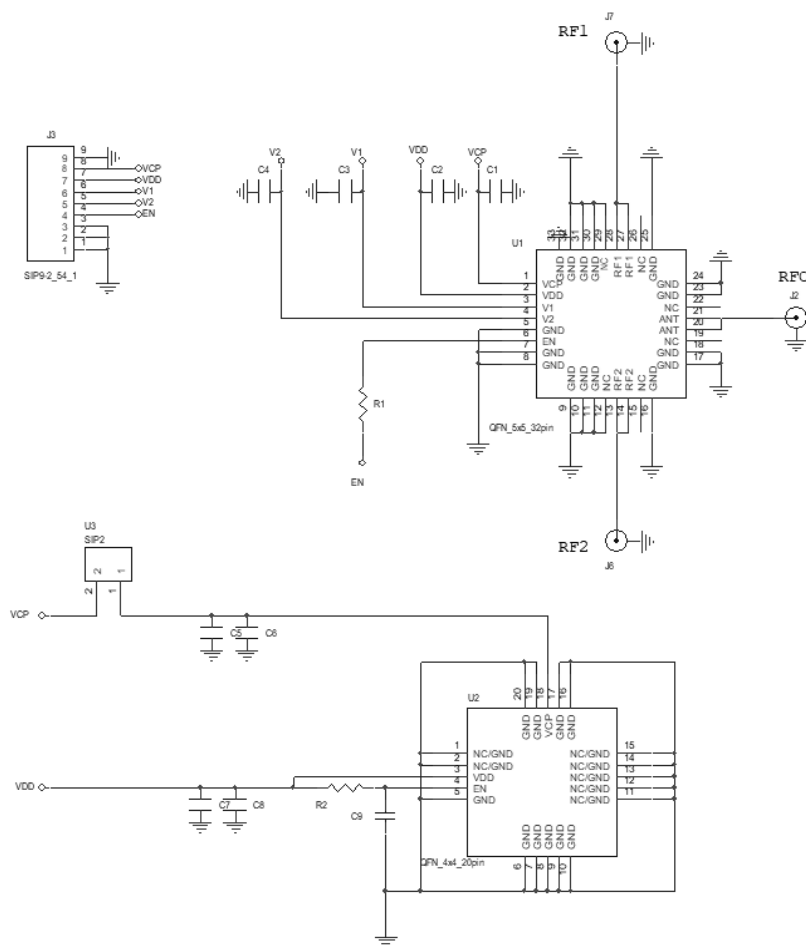 J7
RF1
J3
9
9
8
8
VCP
7
7
VDD
6
6
V1
5
5
V2
4
4
EN
3
3
2
2
1
1
SIP9-2_54_1
V2
V1
VDD
VCP
C4
C3
C2
C1
U1
33
32
31
30
29
28
27
26
25
GND
GND
GND
GND
NC
RF1
RF1
NC
GND
1
VCP
2
VDD
3
V1
4
V2
5
GND
6
EN
7
GND
8
GND
24
GND
23
GND
22
NC
21
ANT
20
ANT
19
NC
18
GND
17
GND
RFC
J2
GND
GND
GND
NC
RF2
RF2
NC
GND
9
10
11
12
13
14
15
16
QFN_5x5_32pin
R1
EN
RF2
J6
U3
SIP2
2
1
2
1
VCP
C5
C6
U2
20
19
18
17
16
GND
GND
VCP
GND
GND
1
NC/GND
2
NC/GND
3
VDD
4
EN
5
GND
NC/GND
15
NC/GND
14
NC/GND
13
NC/GND
12
NC/GND
11
VDD
C7
C8
R2
C9
GND
GND
GND
GND
GND
6
7
8
9
10
QFN_4x4_20pin